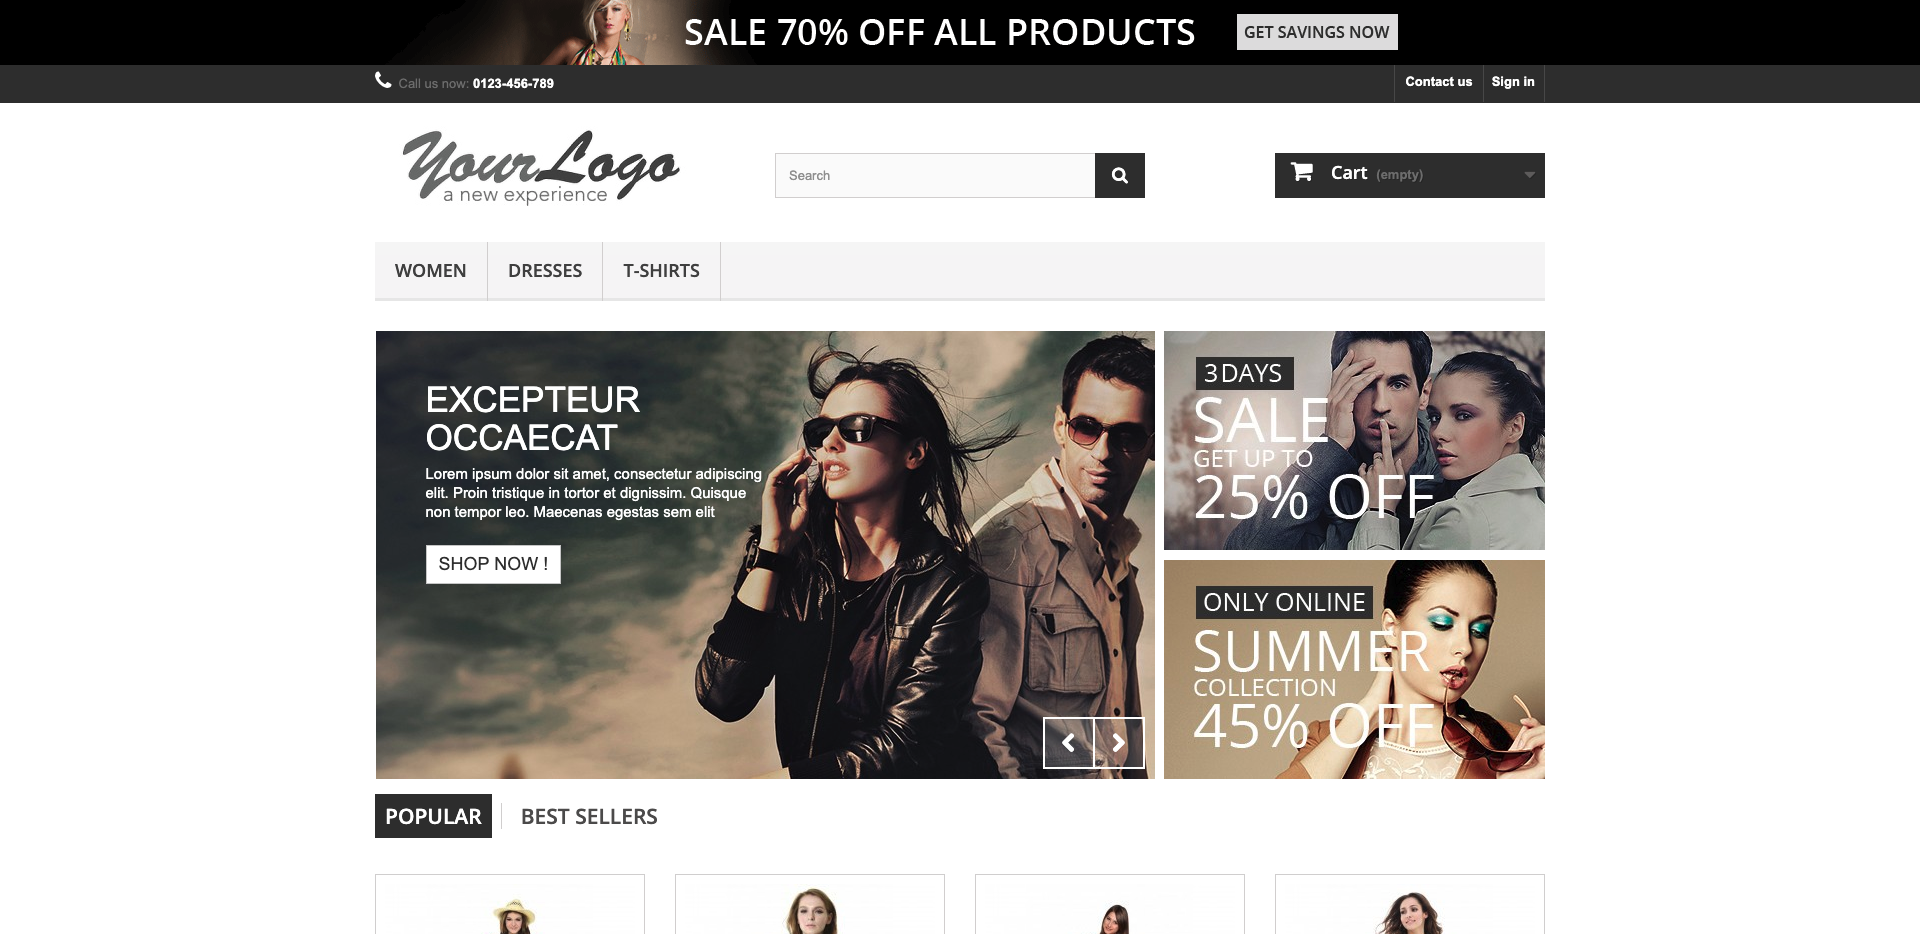 SALE 70% OFF ALL PRODUCTS
GET SAVINGS NOW
Call us now: 0123-456-789
Contact us
Sign in
YourLogo
a new experience
Search
Cart (empty)
WOMEN
DRESSES
T-SHIRTS
EXCEPTEUR
OCCAECAT
Lorem ipsum dolor sit amet, consectetur adipiscing
elit. Proin tristique in tortor et dignissim. Quisque
non tempor leo. Maecenas egestas sem elit
SHOP NOW !
3DAYS
SALE
GET UP TO
25% OFF
ONLY ONLINE
SUMMER
COLLECTION
45% OFF
POPULAR
BEST SELLERS